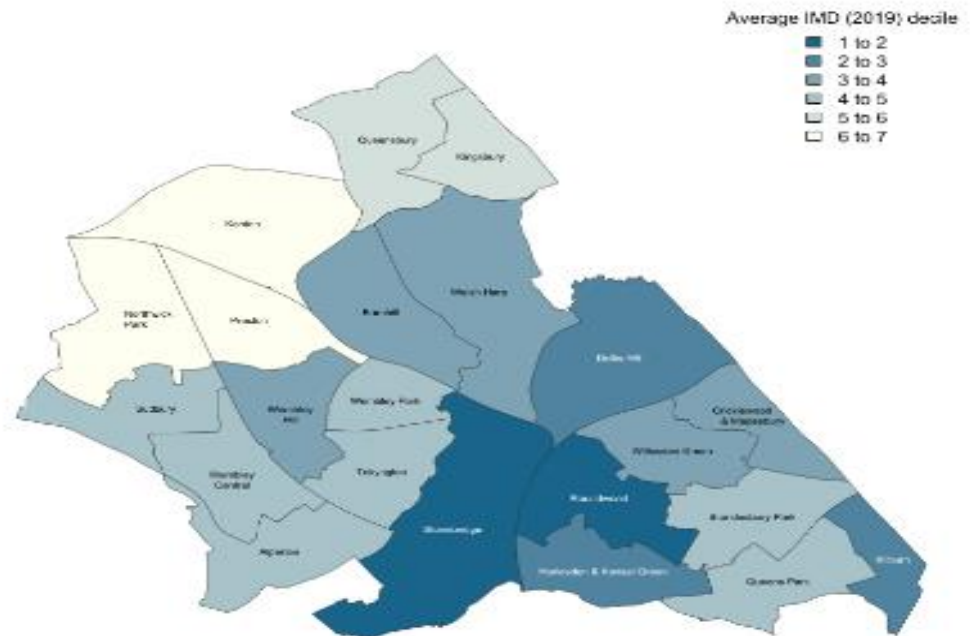 Average IMD (2019) decile
1 to 2
2 to 3
3 to 4
4 to 5
5 to 6
6 to 7
Queensbury
Kingsbury
Kenton
Welsh Harp
Northwick
Park
Preston
Barnhill
Dollis Hill
Sudbury
Wembley
Hill
Wembley Park
Cricklewood
& Mapesbury
Willesden Green
Wembley
Central
Tokyngton
Roundwood
Brondesbury Park
Stonebridge
Alperton
Harlesden & Kensal Green
Kilburn
Queens Park